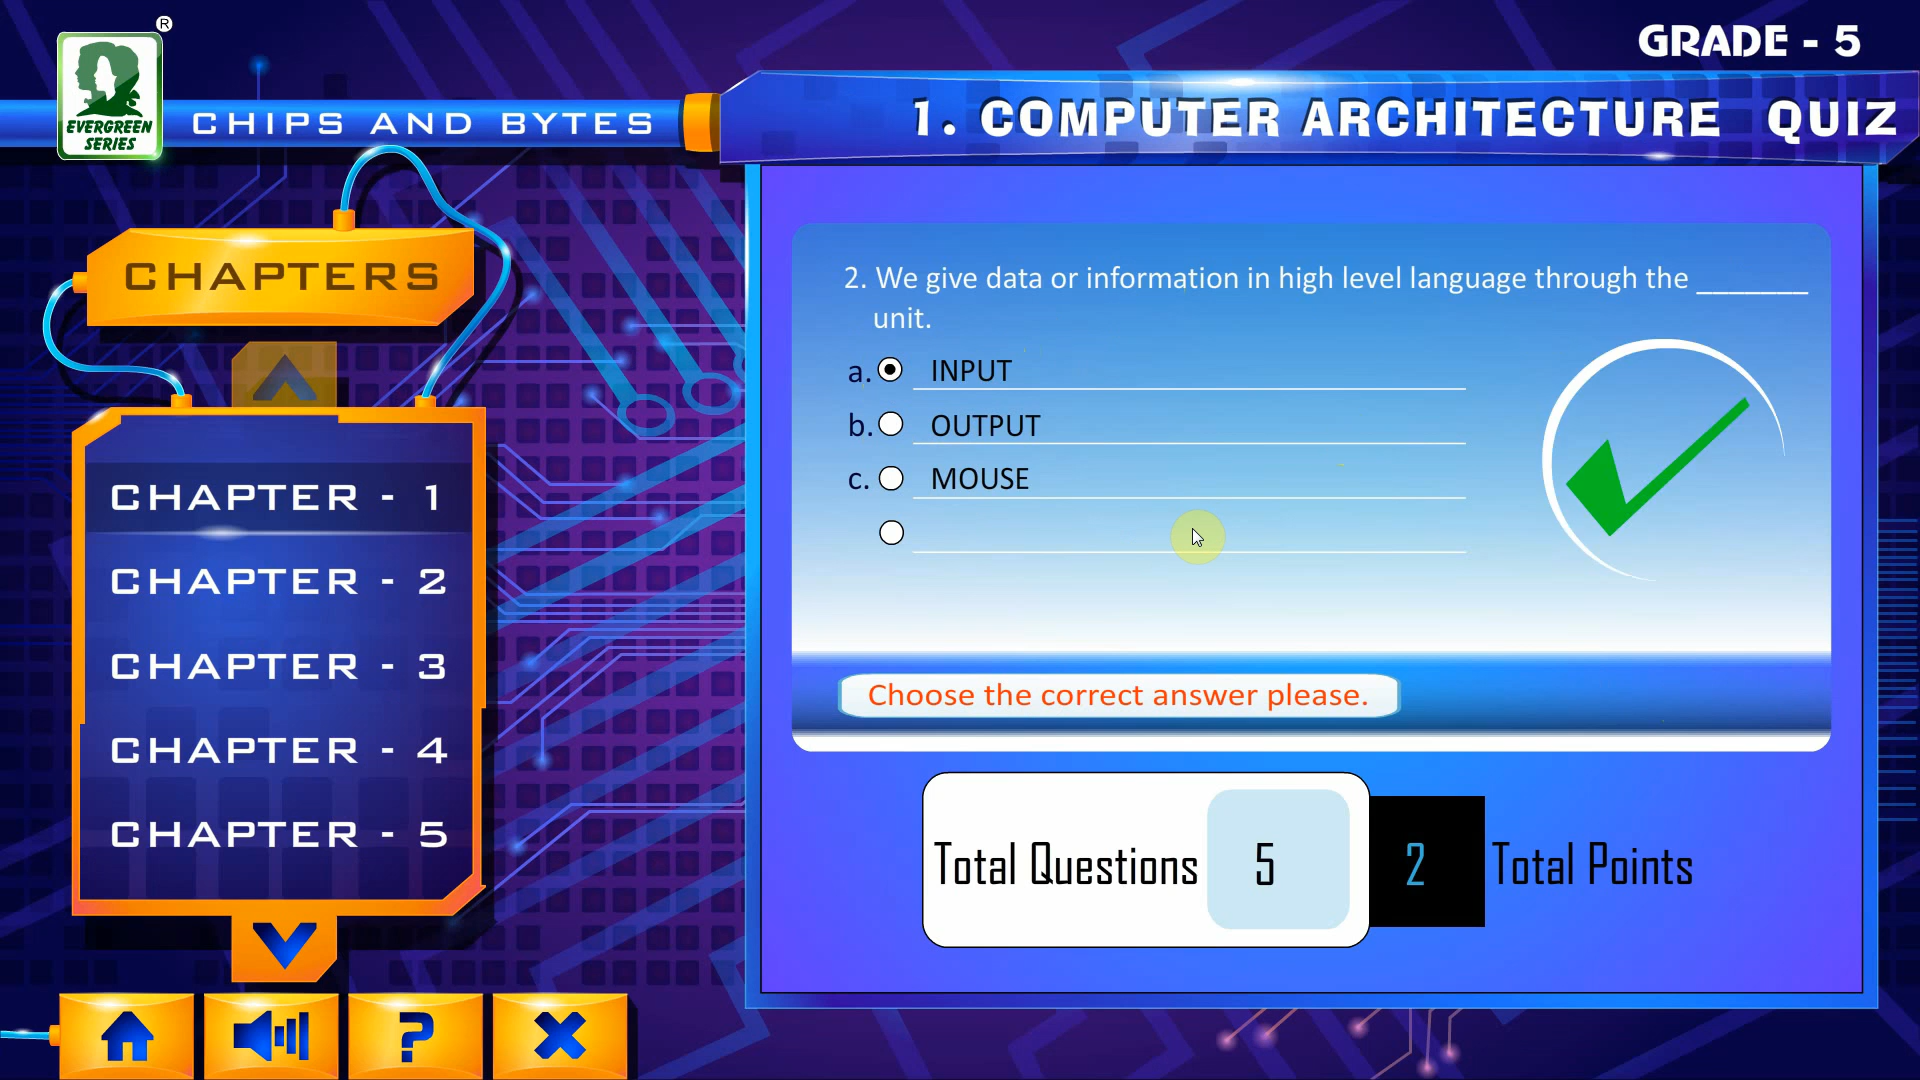 ®
EVERGREEN
SERIES
CHIPS AND BYTES
GRADE - 5
1. COMPUTER ARCHITECTURE QUIZ
CHAPTERS
CHAPTER - 1
CHAPTER - 2
CHAPTER - 3
CHAPTER - 4
CHAPTER - 5
?
2. We give data or information in high level language through the _______
unit.
a. INPUT
b. OUTPUT
c. MOUSE
Choose the correct answer please.
Total Questions 5 2 Total Points